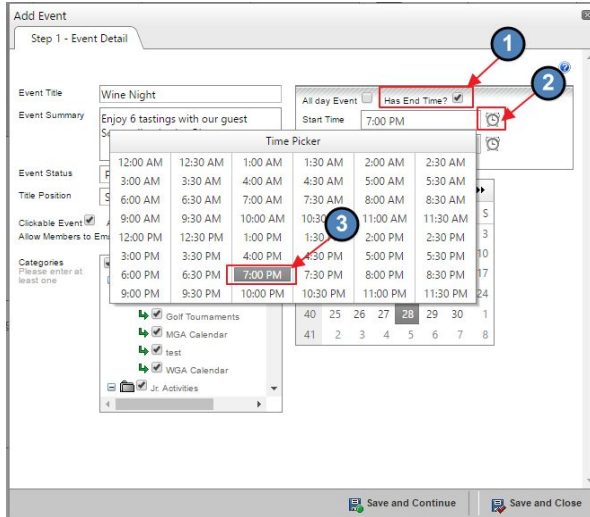 Add Event
Step 1 - Event Detail
1
2
Event Title Wine Night
All day Event Has End Time?
Event Summary Enjoy 6 tastings with our guest
Start Time 7:00 PM
Time Picker
12:00 AM 12:30 AM 1:00 AM 1:30 AM 2:00 AM 2:30 AM
3:00 AM 3:30 AM 4:00 AM 4:30 AM 5:00 AM 5:30 AM
6:00 AM 6:30 AM 7:00 AM 7:30 AM 8:00 AM 8:30 AM
9:00 AM 9:30 AM 10:00 AM 10:30 11:00 AM 11:30 AM
12:00 PM 12:30 PM 1:00 PM 1:30 2:00 PM 2:30 PM
3:00 PM 3:30 PM 4:00 PM 4:30 PM 5:00 PM 5:30 PM
6:00 PM 6:30 PM 7:00 PM 7:30 PM 8:00 PM 8:30 PM
9:00 PM 9:30 PM 10:00 PM 10:30 PM 11:00 PM 11:30 PM
3
Event Status
Title Position S
Clickable Event
Allow Members to
Categories
Please enter at
least one
S
3
10
17
24
40 25 26 27 28 29 30 1
41 2 3 4 5 6 7 8
Golf Tournaments
MGA Calendar
test
WGA Calendar
Jr. Activities
Save and Continue Save and Close